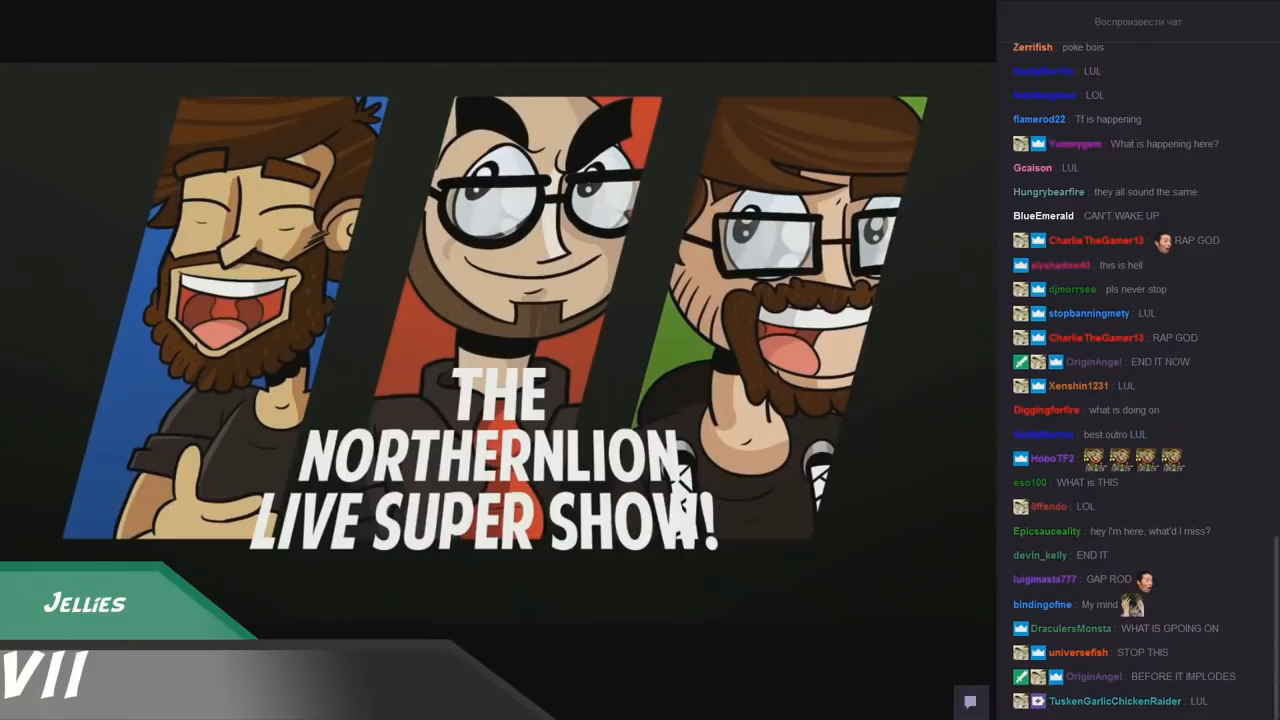 THE
NORTHERNLION
LIVE SUPER SHOW!
JELLIES
VII
Воспроизвести чат
Zerrifish: poke bois
: LUL
: LOL
flamerod22: Tf is happening
Yummygem: What is happening here?
Gcaison: LUL
Hungrybearfire: they all sound the same
BlueEmerald: CAN'T WAKE UP
CharlieTheGamer13: RAP GOD
slyshadow40: this is hell
djmorrsee: pls never stop
stopbanningmety: LUL
CharlieTheGamer13: RAP GOD
OriginAngel: END IT NOW
Xenshin1231: LUL
Diggingforfire: what is doing on
: best outro LUL
HoboTF2:
eso100: WHAT is THIS
0ffendo: LOL
Epicsauceality: hey I'm here, what'd I miss?
devin_kelly: END IT
luigimasta777: GAP ROD
bindingofme: My mind
DraculersMonsta: WHAT IS GPOING ON
universefish: STOP THIS
OriginAngel: BEFORE IT IMPLODES
TuskenGarlicChickenRaider: LUL